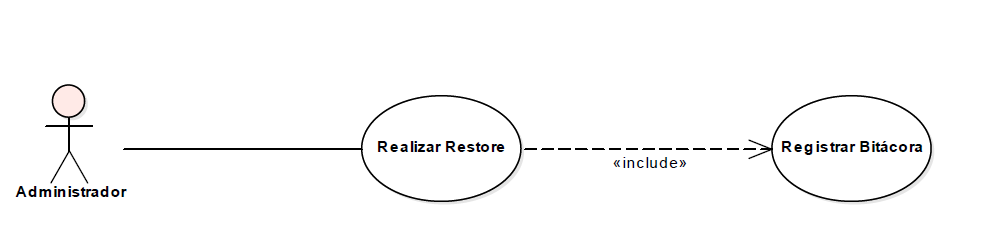 Realizar Restore
Registrar Bitácora
«include»
Administrador